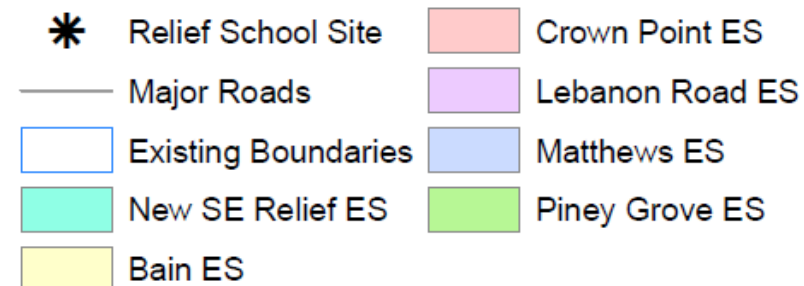 Relief School Site
Major Roads
Existing Boundaries
New SE Relief ES
Bain ES
Crown Point ES
Lebanon Road ES
Matthews ES
Piney Grove ES